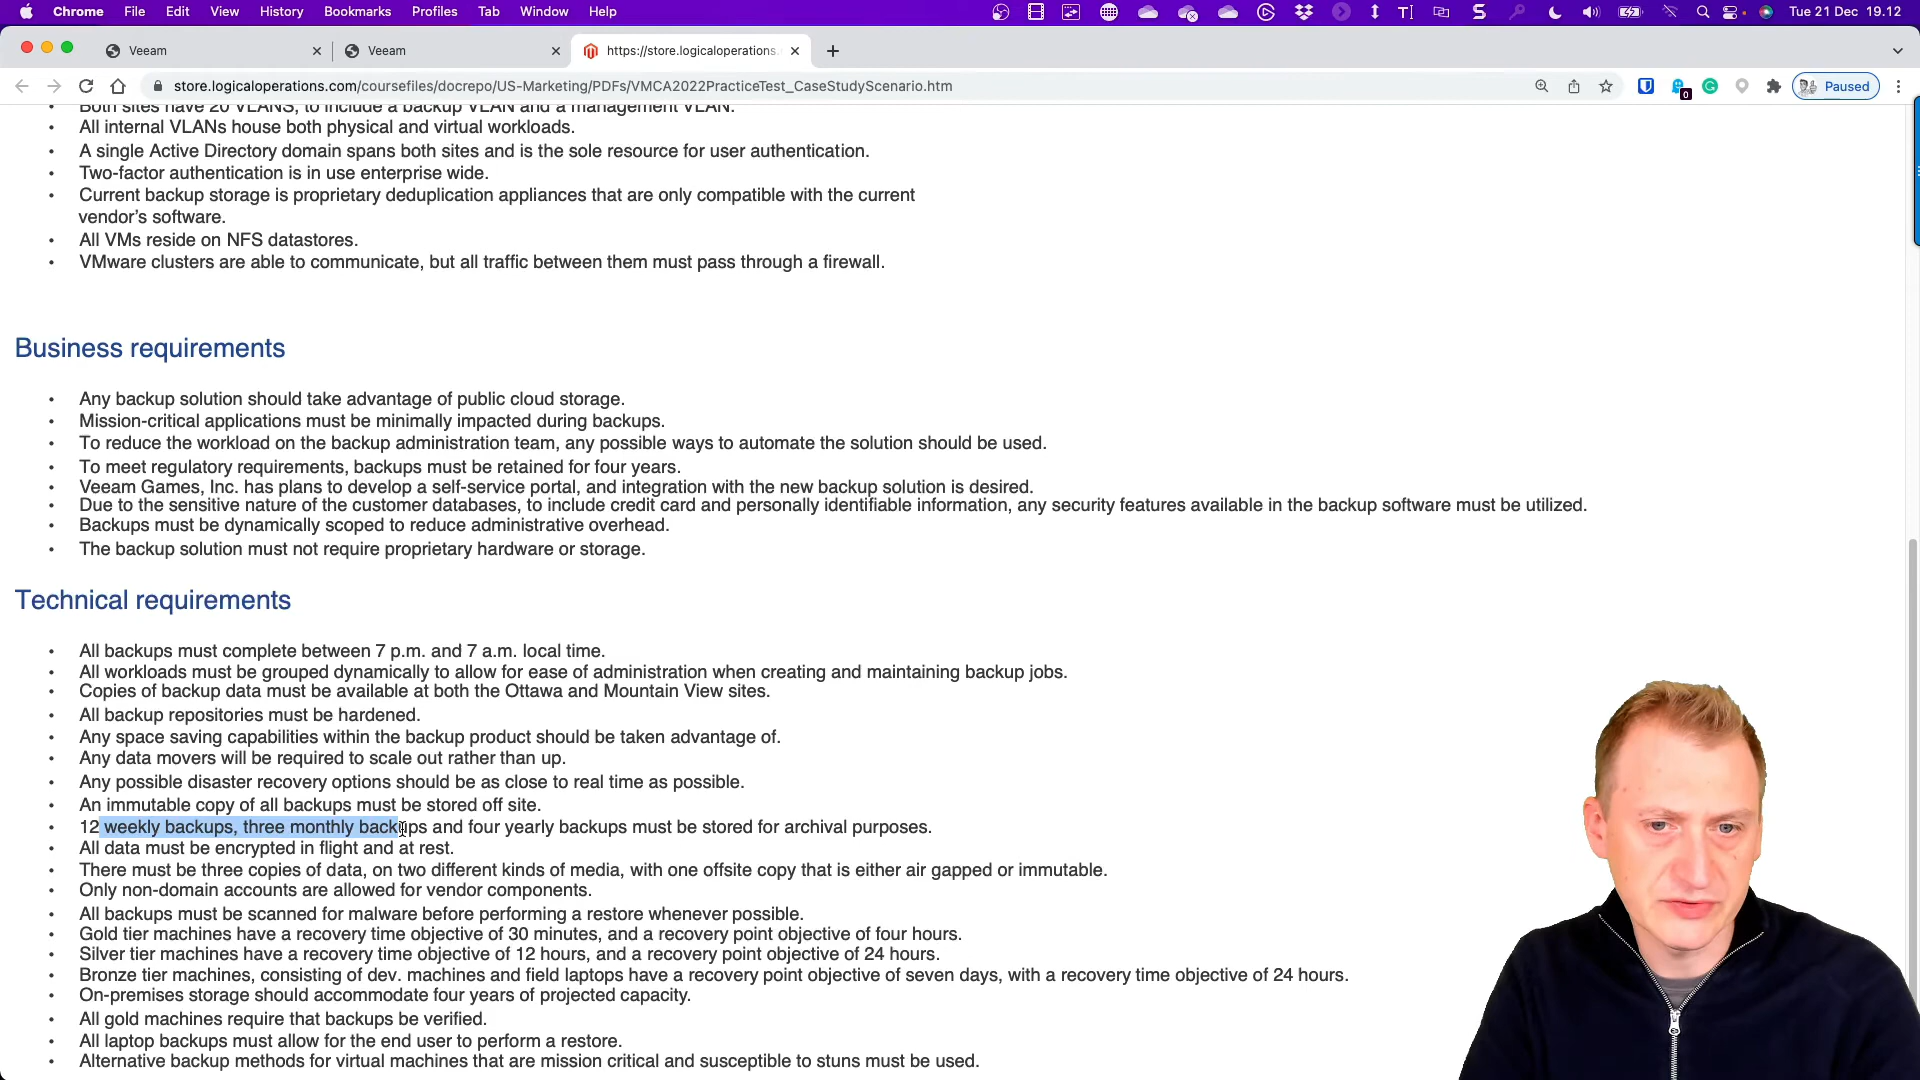 Chrome File Edit View History Bookmarks Profiles Tab Window Help Tue 21 Dec 19.12
Veeam
Veeam
https://store.logicaloperations.
store.logicaloperations.com/coursefiles/docrepo/US-Marketing/PDFs/VMCA2022PracticeTest_CaseStudyScenario.htm
0
Paused
• Both sites have 20 VLANS, to include a backup VLAN and a management VLAN.
• All internal VLANs house both physical and virtual workloads.
• A single Active Directory domain spans both sites and is the sole resource for user authentication.
• Two-factor authentication is in use enterprise wide.
• Current backup storage is proprietary deduplication appliances that are only compatible with the current
vendor's software.
• All VMs reside on NFS datastores.
• VMware clusters are able to communicate, but all traffic between them must pass through a firewall.
Business requirements
• Any backup solution should take advantage of public cloud storage.
• Mission-critical applications must be minimally impacted during backups.
• To reduce the workload on the backup administration team, any possible ways to automate the solution should be used.
• To meet regulatory requirements, backups must be retained for four years.
• Veeam Games, Inc. has plans to develop a self-service portal, and integration with the new backup solution is desired.
• Due to the sensitive nature of the customer databases, to include credit card and personally identifiable information, any security features available in the backup software must be utilized.
• Backups must be dynamically scoped to reduce administrative overhead.
• The backup solution must not require proprietary hardware or storage.
Technical requirements
• All backups must complete between 7 p.m. and 7 a.m. local time.
• All workloads must be grouped dynamically to allow for ease of administration when creating and maintaining backup jobs.
• Copies of backup data must be available at both the Ottawa and Mountain View sites.
• All backup repositories must be hardened.
• Any space saving capabilities within the backup product should be taken advantage of.
• Any data movers will be required to scale out rather than up.
• Any possible disaster recovery options should be as close to real time as possible.
• An immutable copy of all backups must be stored off site.
• 12 weekly backups, three monthly backups and four yearly backups must be stored for archival purposes.
• All data must be encrypted in flight and at rest.
• There must be three copies of data, on two different kinds of media, with one offsite copy that is either air gapped or immutable.
• Only non-domain accounts are allowed for vendor components.
• All backups must be scanned for malware before performing a restore whenever possible.
• Gold tier machines have a recovery time objective of 30 minutes, and a recovery point objective of four hours.
• Silver tier machines have a recovery time objective of 12 hours, and a recovery point objective of 24 hours.
• Bronze tier machines, consisting of dev. machines and field laptops have a recovery point objective of seven days, with a recovery time objective of 24 hours.
• On-premises storage should accommodate four years of projected capacity.
• All gold machines require that backups be verified.
• All laptop backups must allow for the end user to perform a restore.
• Alternative backup methods for virtual machines that are mission critical and susceptible to stuns must be used.